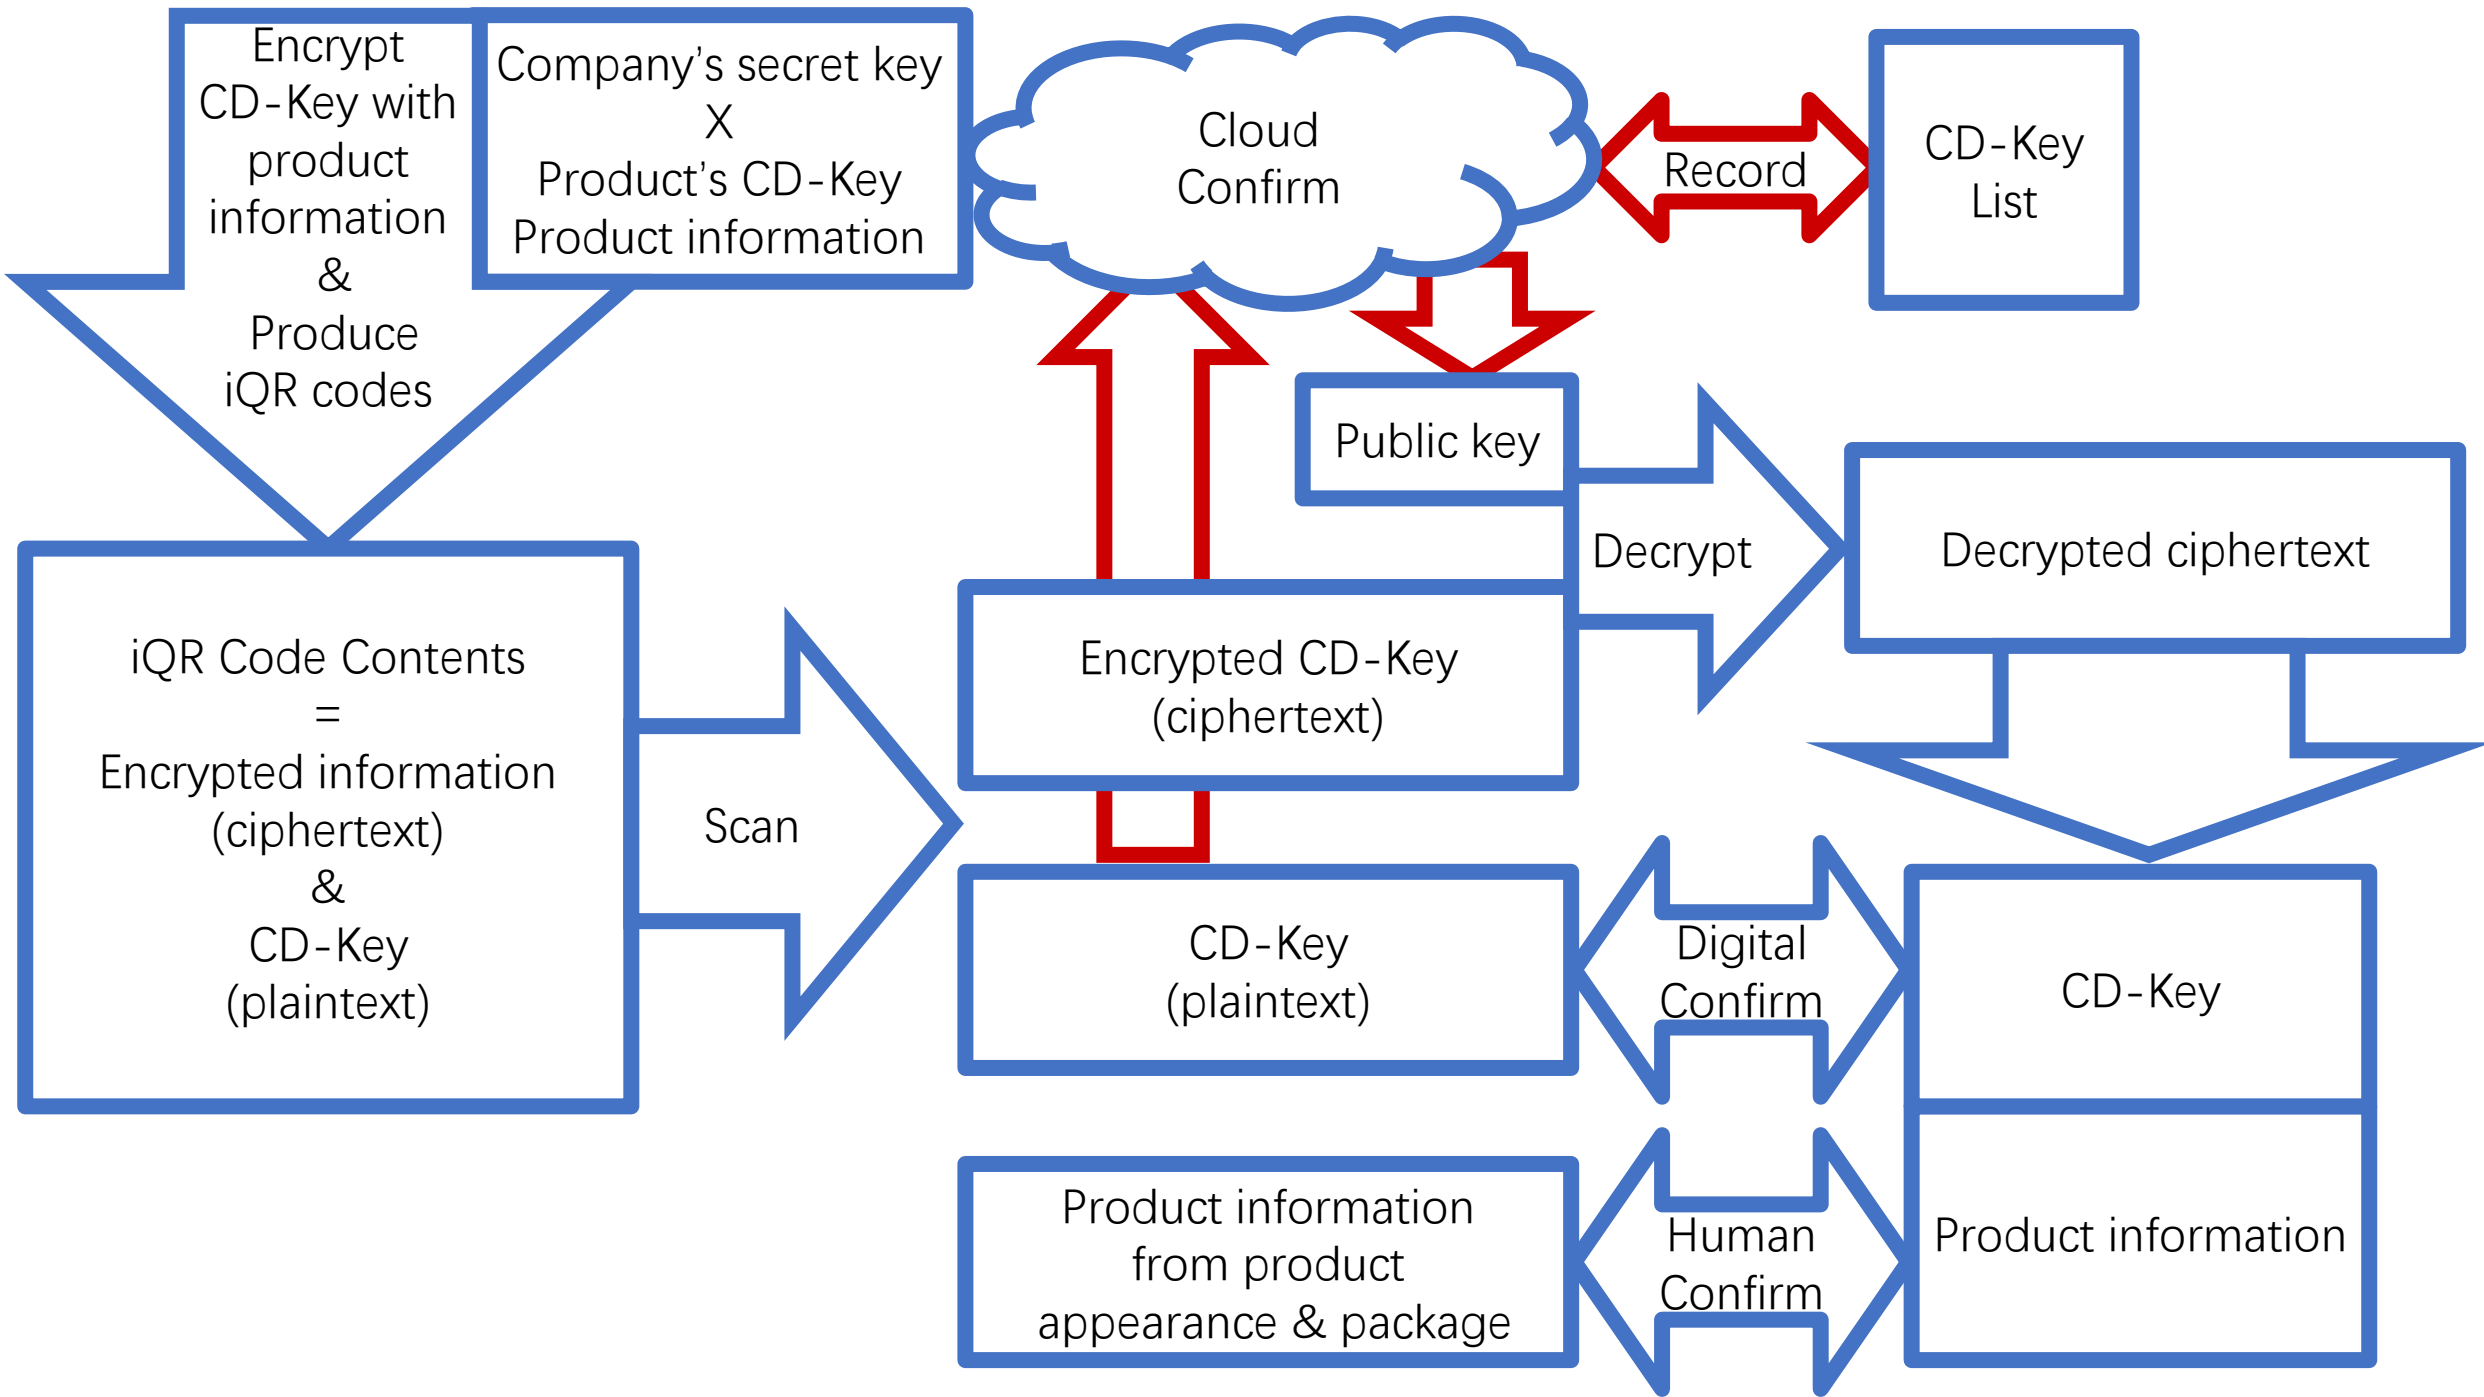 Encrypt
CD-Key with
product
information
&
Produce
iQR codes
Company's secret key
X
Product's CD-Key
Product information
Cloud
Confirm
Record
CD-Key
List
Public key
Decrypt
Decrypted ciphertext
iQR Code Contents
=
Encrypted information
(ciphertext)
&
CD-Key
(plaintext)
Scan
Encrypted CD-Key
(ciphertext)
CD-Key
(plaintext)
Digital
Confirm
CD-Key
Product information
from product
appearance & package
Human
Confirm
Product information